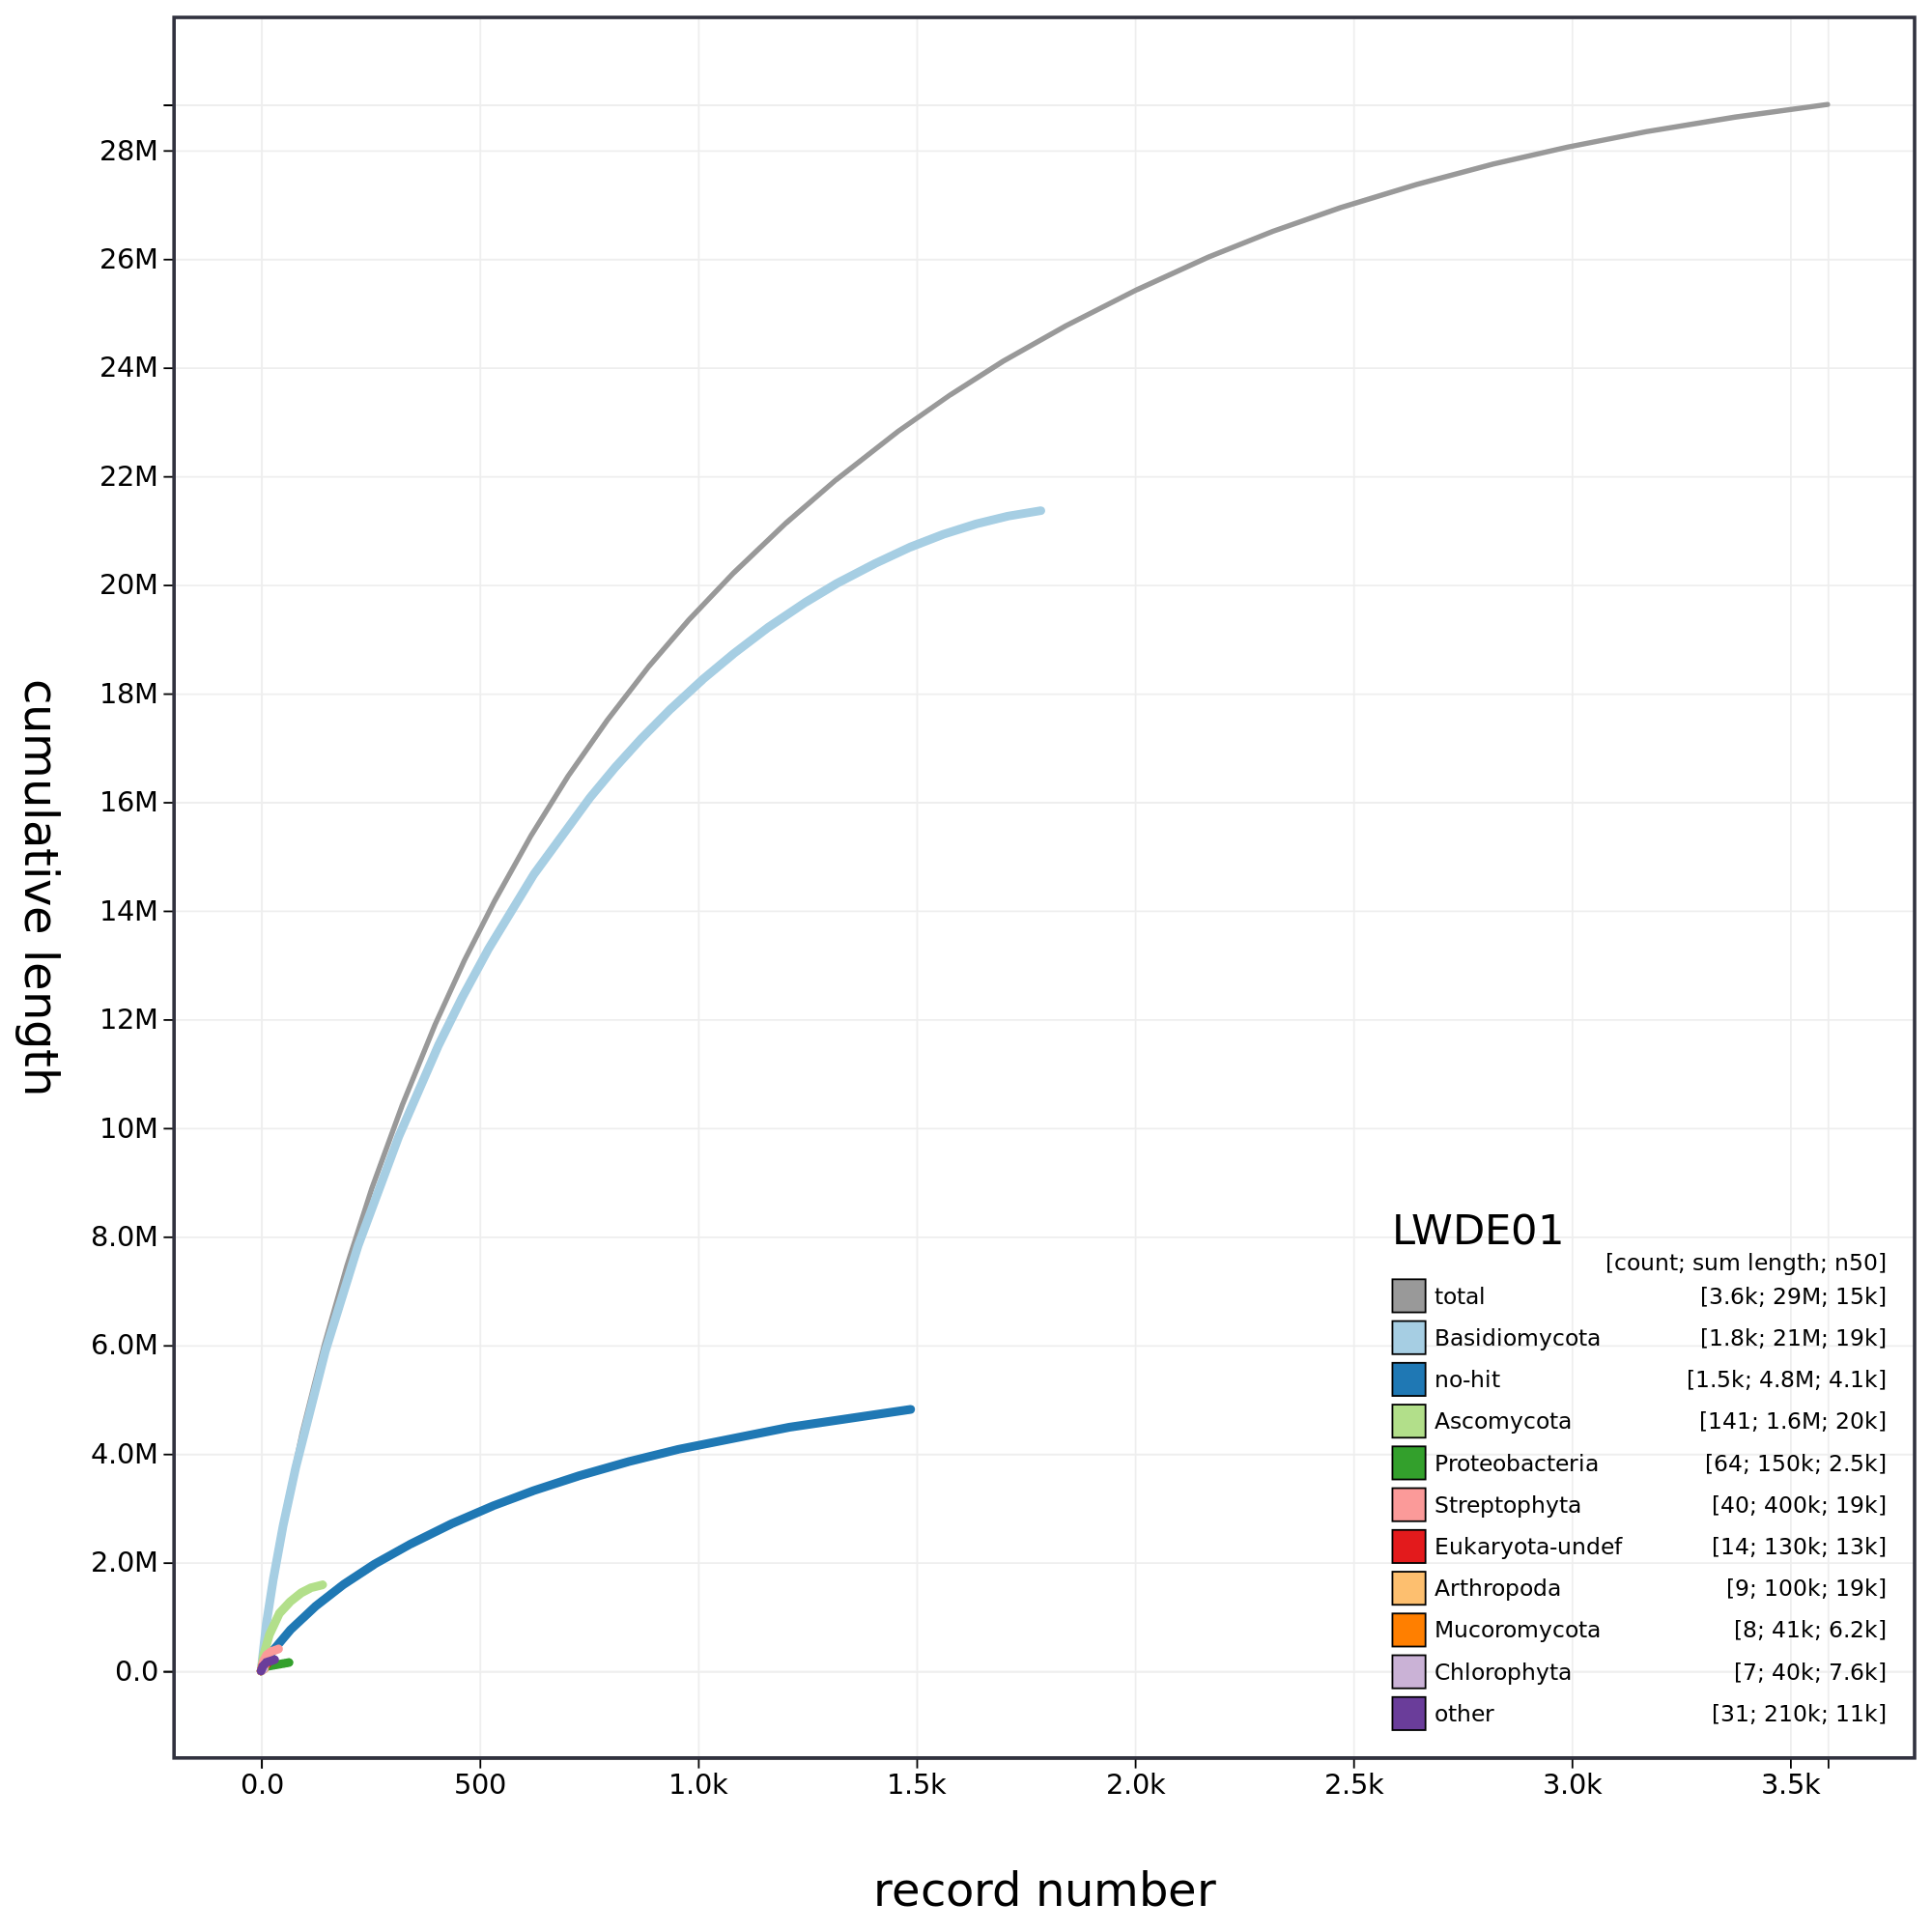 cumulative length
28M
26M
24M
22M
20M
18M
16M
14M
12M
10M
8.0M
6.0M
4.0M
2.0M
0.0
LWDE01
[count; sum length; n50]
total [3.6k; 29M; 15k]
Basidiomycota [1.8k; 21M; 19k]
no-hit [1.5k; 4.8M; 4.1k]
Ascomycota [141; 1.6M; 20k]
Proteobacteria [64; 150k; 2.5k]
Streptophyta [40; 400k; 19k]
Eukaryota-undef [14; 130k; 13k]
Arthropoda [9; 100k; 19k]
Mucoromycota [8; 41k; 6.2k]
Chlorophyta [7; 40k; 7.6k]
other [31; 210k; 11k]
0.0 500 1.0k 1.5k 2.0k 2.5k 3.0k 3.5k
record number